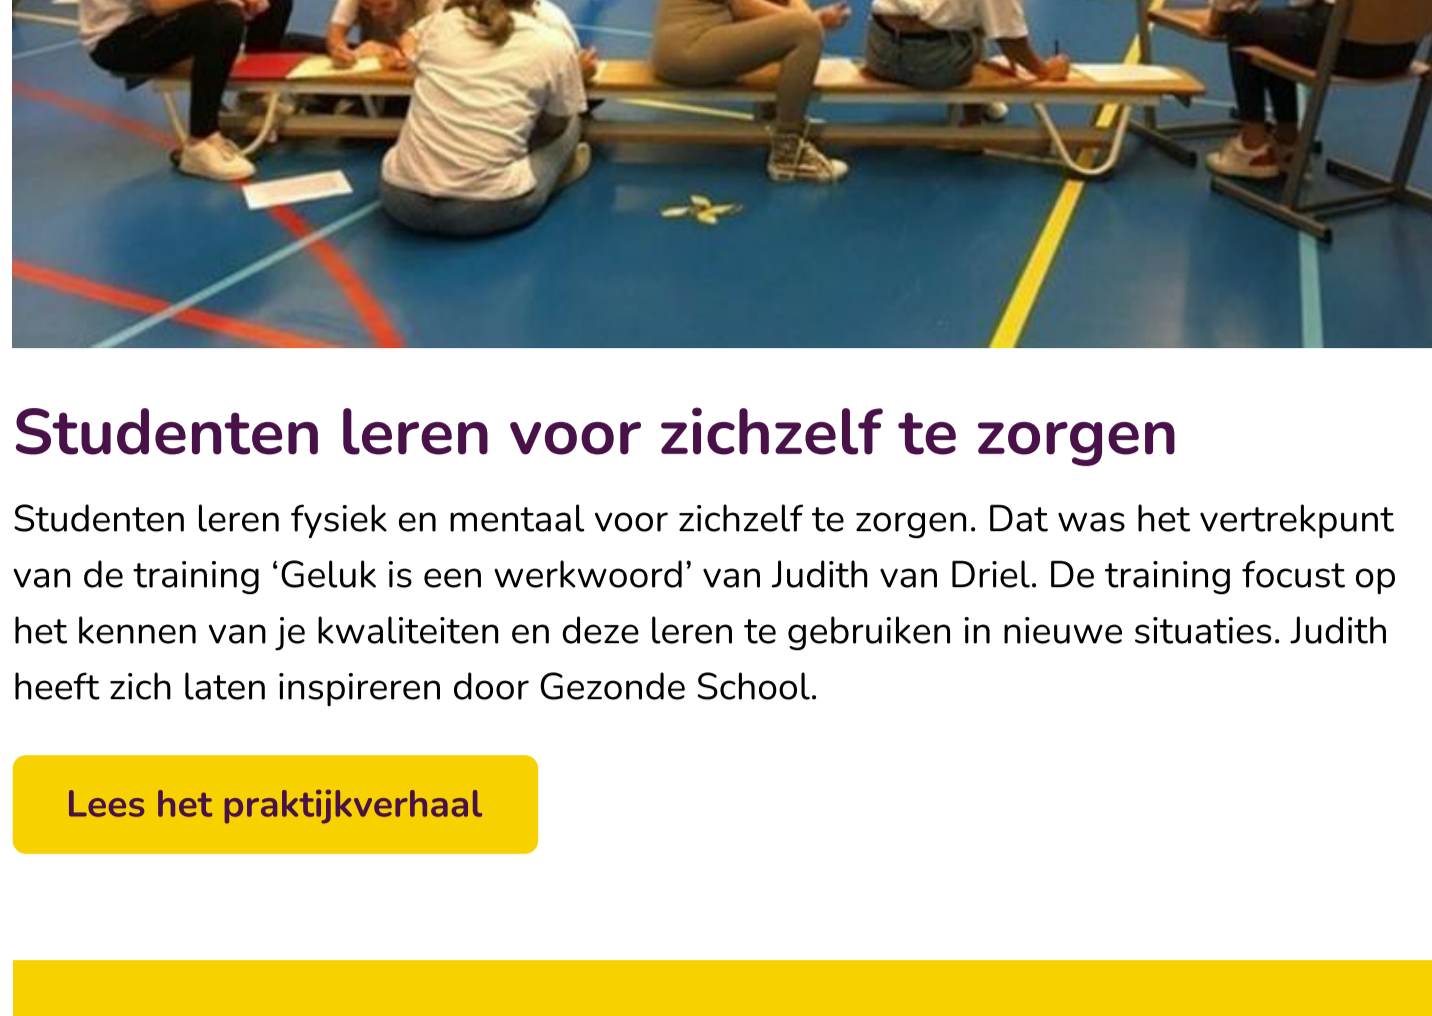 Studenten leren voor zichzelf te zorgen
Studenten leren fysiek en mentaal voor zichzelf te zorgen. Dat was het vertrekpunt
van de training ‘Geluk is een werkwoord’ van Judith van Driel. De training focust op
het kennen van je kwaliteiten en deze leren te gebruiken in nieuwe situaties. Judith
heeft zich laten inspireren door Gezonde School.
Lees het praktijkverhaal